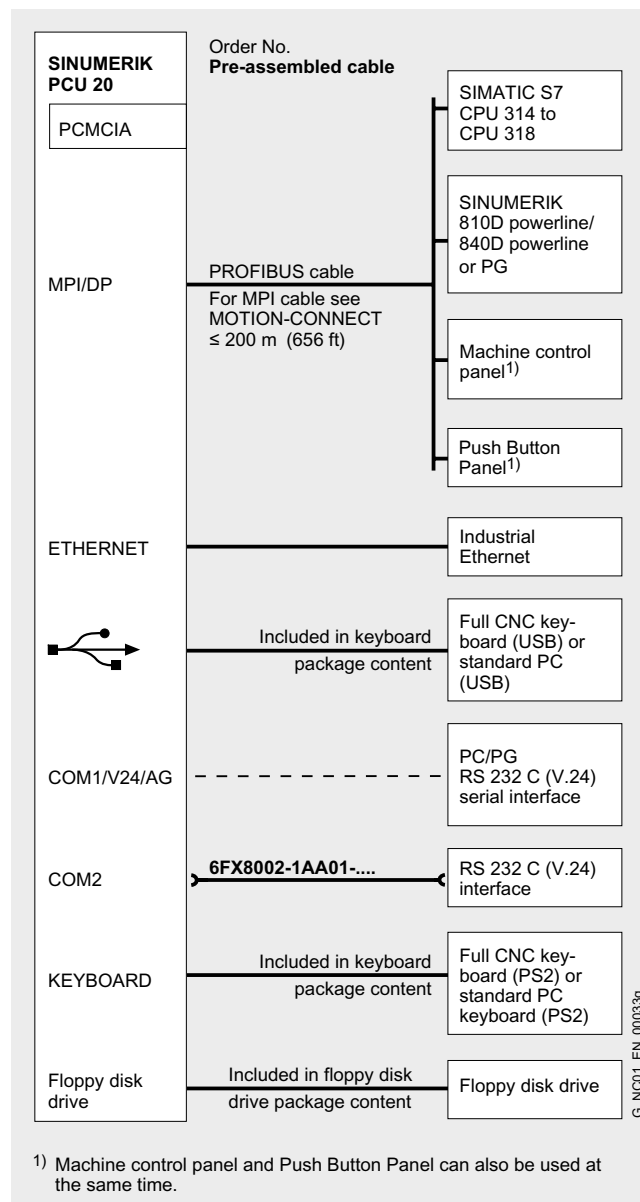 SINUMERIK
PCU 20
Order No.
Pre-assembled cable
PCMCIA
SIMATIC S7
CPU 314 to
CPU 318
SINUMERIK
810D powerline/
840D powerline
or PG
MPI/DP
PROFIBUS cable
For MPI cable see
MOTION-CONNECT
≤ 200 m (656 ft)
Machine control
panel1)
Push Button
Panel1)
ETHERNET
Industrial
Ethernet
Included in keyboard
package content
Full CNC key-
board (USB) or
standard PC
(USB)
COM1/V24/AG
PC/PG
RS 232 C (V.24)
serial interface
COM2
6FX8002-1AA01-....
RS 232 C (V.24)
interface
KEYBOARD
Included in keyboard
package content
Full CNC key-
board (PS2) or
standard PC
keyboard (PS2)
Floppy disk
drive
Included in floppy disk
drive package content
Floppy disk drive
G_NC01_EN_00033g
1) Machine control panel and Push Button Panel can also be used at
the same time.